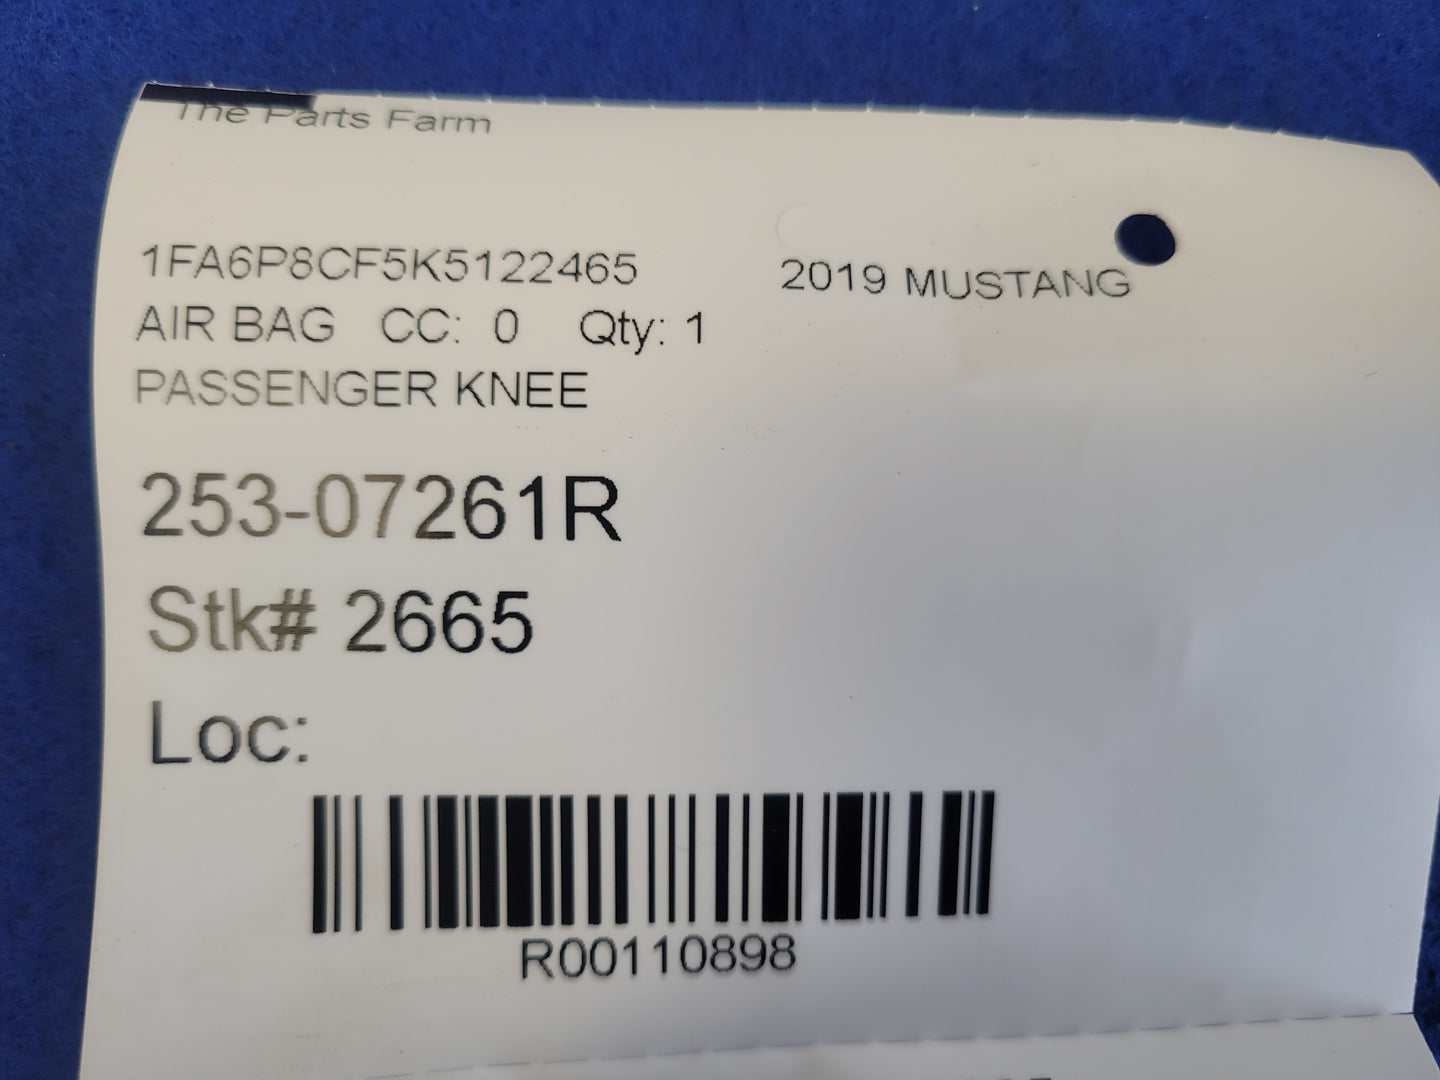 The Parts Farm
1FA6P8CF5K5122465 2019 MUSTANG
AIR BAG CC: 0 Qty: 1
PASSENGER KNEE
253-07261R
Stk# 2665
Loc:
R00110898